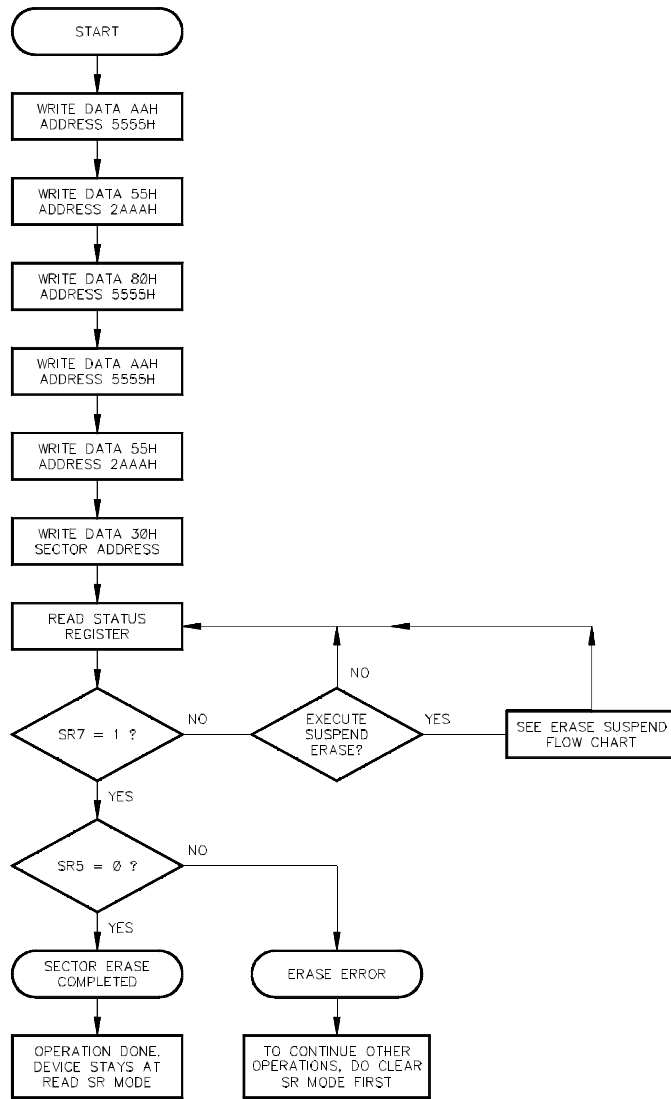 START
WRITE DATA AAH
ADDRESS 5555H
WRITE DATA 55H
ADDRESS 2AAAH
WRITE DATA 80H
ADDRESS 5555H
WRITE DATA AAH
ADDRESS 5555H
WRITE DATA 55H
ADDRESS 2AAAH
WRITE DATA 30H
SECTOR ADDRESS
READ STATUS
REGISTER
NO
SR7 = 1 ?
NO
EXECUTE
SUSPEND
ERASE?
YES
SEE ERASE SUSPEND
FLOW CHART
YES
SR5 = 0 ?
NO
YES
SECTOR ERASE
COMPLETED
ERASE ERROR
OPERATION DONE.
DEVICE STAYS AT
READ SR MODE
TO CONTINUE OTHER
OPERATIONS, DO CLEAR
SR MODE FIRST